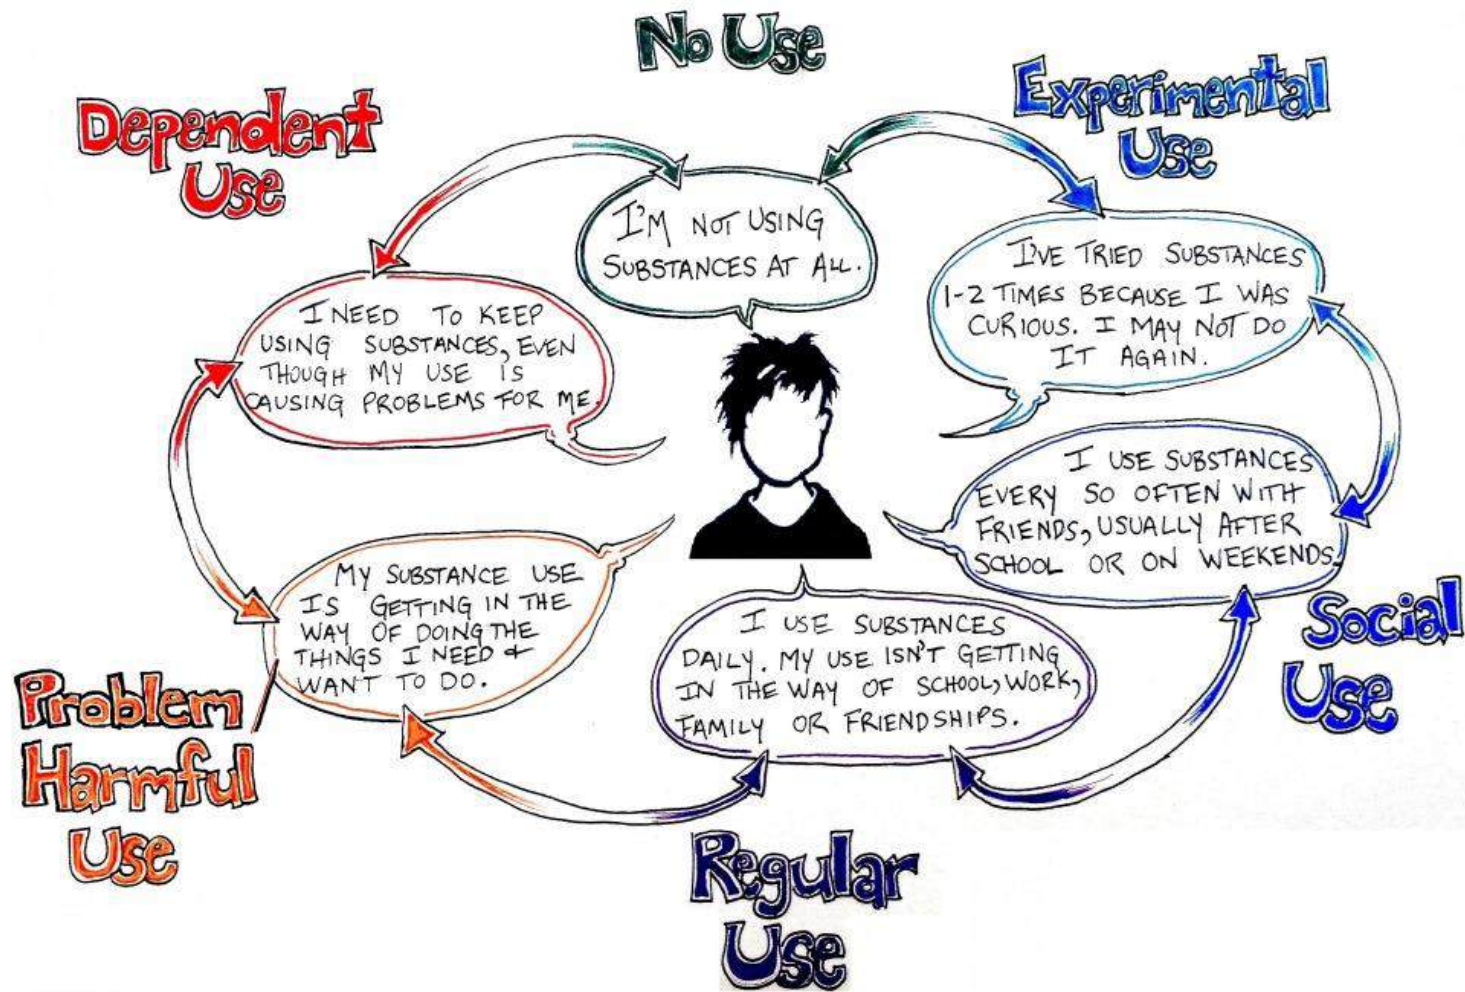 No Use
I'M NOT USING
SUBSTANCES AT ALL.
Experimental
Use
I'VE TRIED SUBSTANCES
1-2 TIMES BECAUSE I WAS
CURIOUS. I MAY NOT DO
IT AGAIN.
I USE SUBSTANCES
EVERY SO OFTEN WITH
FRIENDS, USUALLY AFTER
SCHOOL OR ON WEEKENDS.
Social
Use
I USE SUBSTANCES
DAILY. MY USE ISN'T GETTING
IN THE WAY OF SCHOOL, WORK,
FAMILY OR FRIENDSHIPS.
Regular
Use
MY SUBSTANCE USE
IS GETTING IN THE
WAY OF DOING THE
THINGS I NEED &
WANT TO DO.
Problem
Harmful
Use
Dependent
Use
I NEED TO KEEP
USING SUBSTANCES, EVEN
THOUGH MY USE IS
CAUSING PROBLEMS FOR ME.